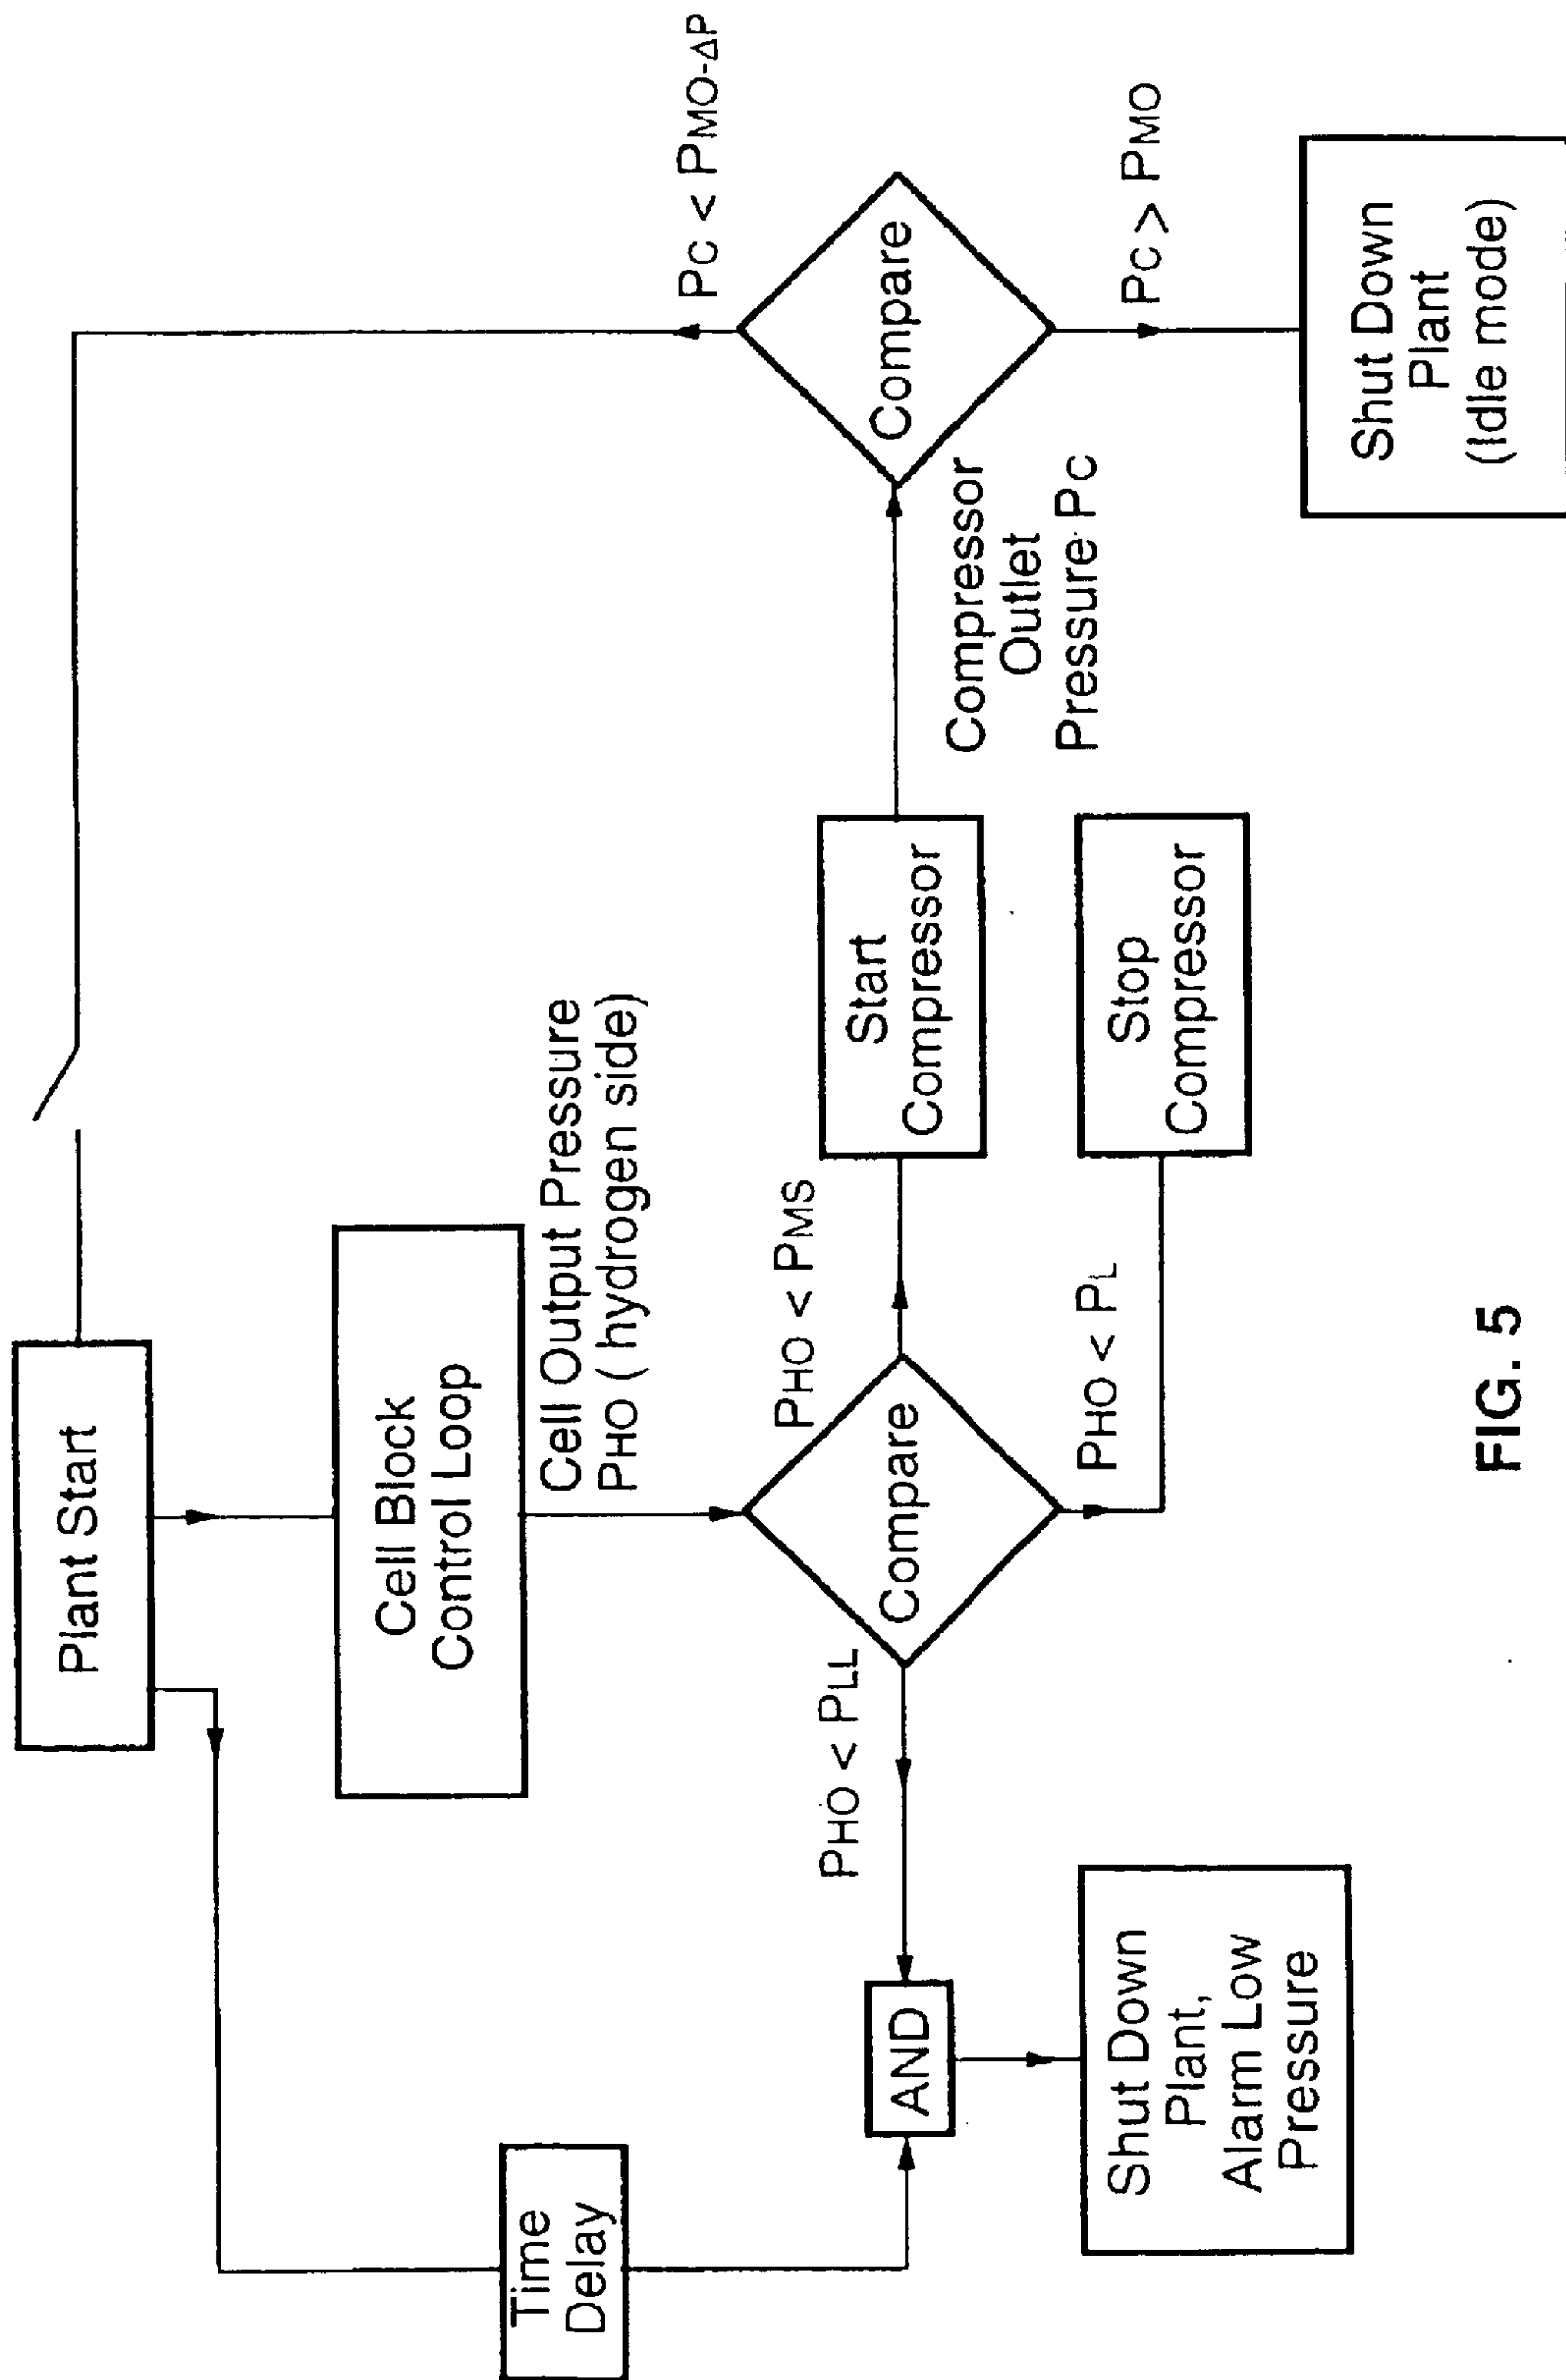 Plant Start
Cell Block
Control Loop
Cell Output Pressure
PHO (hydrogen side)
Time
Delay
PHO < PLL
Compare
PHO < PMS
PHO < PL
AND
Shut Down
Plant,
Alarm Low
Pressure
Start
Compressor
Stop
Compressor
Compressor
Outlet
Pressure PC
Compare
PC < PMO-ΔP
PC > PMO
Shut Down
Plant
(Idle mode)
FIG. 5